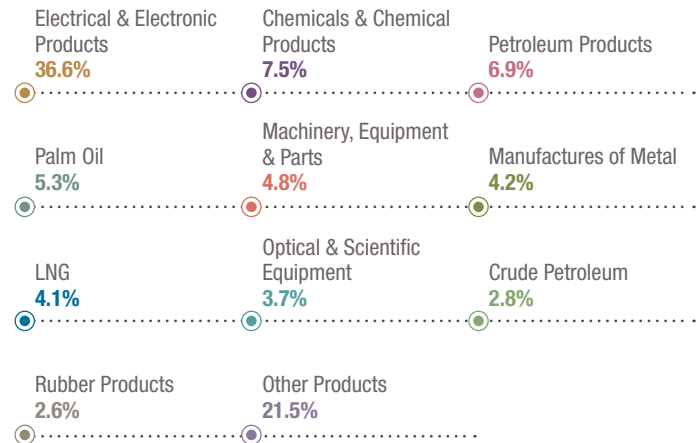 Electrical & Electronic
Products
36.6%
Chemicals & Chemical
Products
7.5%
Petroleum Products
6.9%
Palm Oil
5.3%
Machinery, Equipment
& Parts
4.8%
Manufactures of Metal
4.2%
LNG
4.1%
Optical & Scientific
Equipment
3.7%
Crude Petroleum
2.8%
Rubber Products
2.6%
Other Products
21.5%